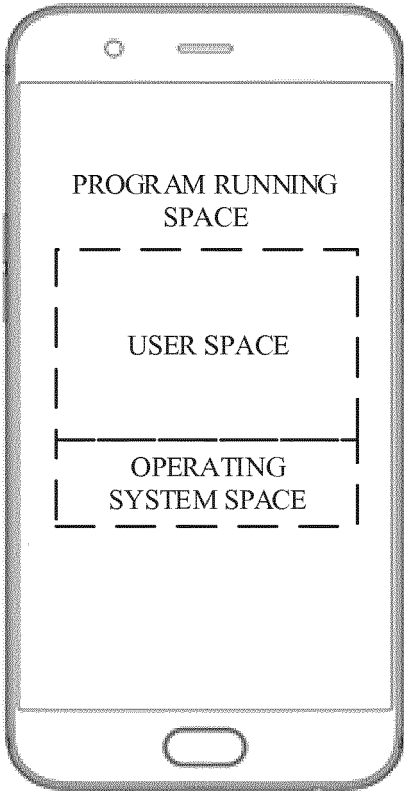 PROGRAM RUNNING
SPACE
USER SPACE
OPERATING
SYSTEM SPACE